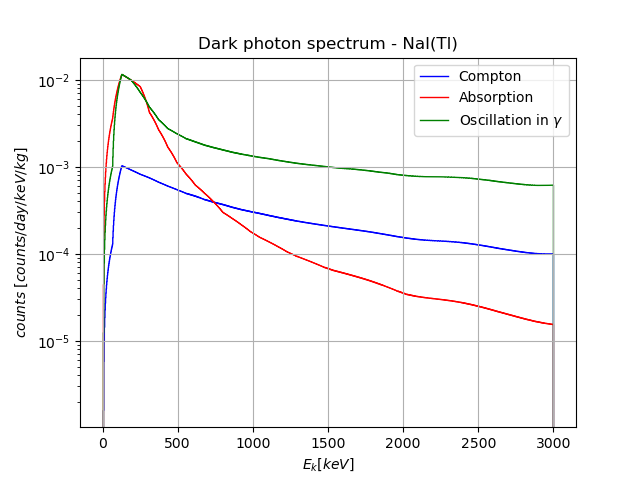 Dark photon spectrum - NaI(Tl)
Compton
Absorption
Oscillation in γ
counts [counts/day/keV/kg]
10⁻²
10⁻³
10⁻⁴
10⁻⁵
0 500 1000 1500 2000 2500 3000
E_k[keV]